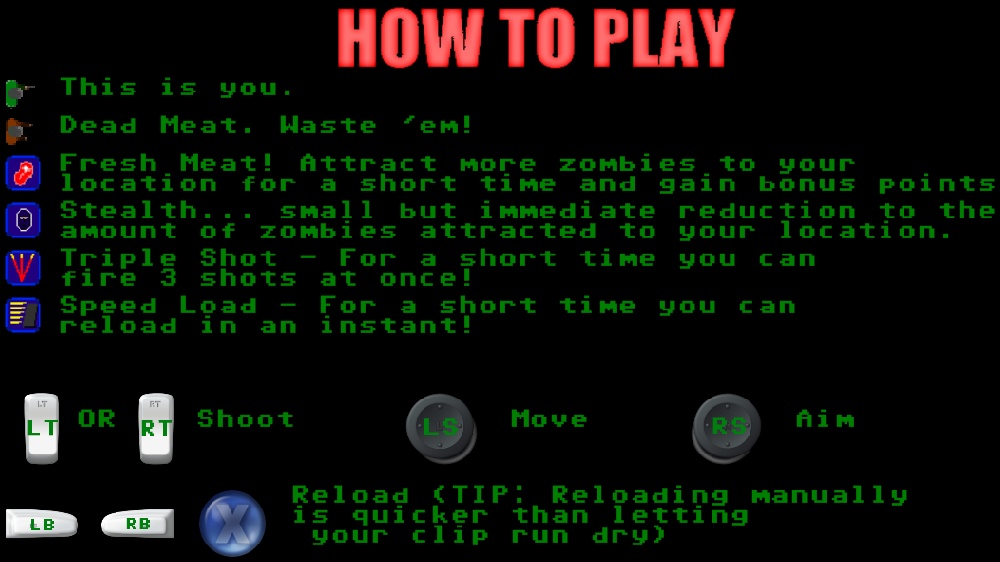 HOW TO PLAY
This is you.
Dead Meat. Waste 'em!
Fresh Meat! Attract more zombies to your
location for a short time and gain bonus points
Stealth... small but immediate reduction to the
amount of zombies attracted to your location.
Triple Shot - For a short time you can
fire 3 shots at once!
Speed Load - For a short time you can
reload in an instant!
LT
LT
OR
RT
RT
Shoot
LS
Move
RS
Aim
LB
RB
X
Reload (TIP: Reloading manually
is quicker than letting
your clip run dry)